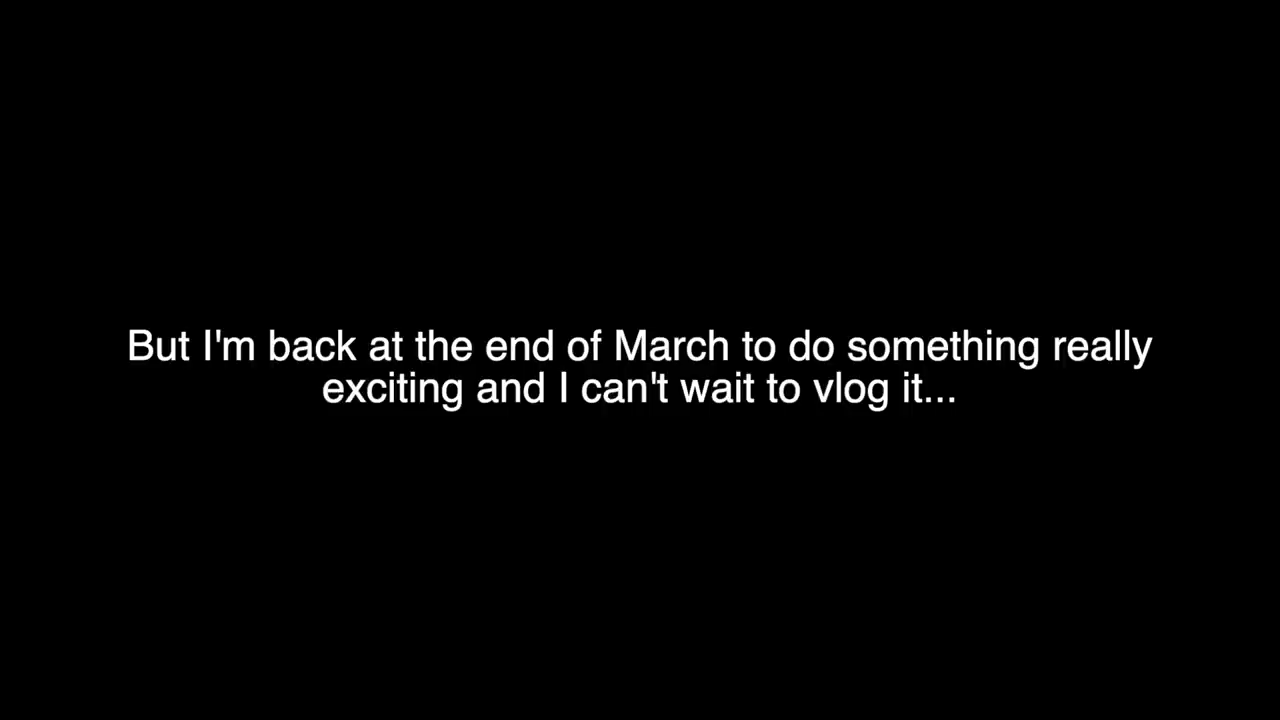 But I'm back at the end of March to do something really
exciting and I can't wait to vlog it...